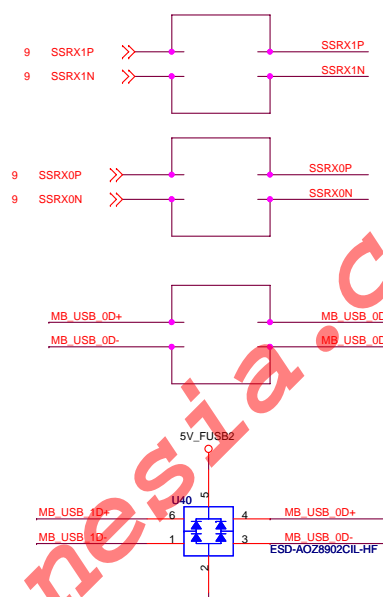 9 SSRX1P SSRX1P
9 SSRX1N SSRX1N
9 SSRX0P SSRX0P
9 SSRX0N SSRX0N
MB_USB_0D+ MB_USB_0D
MB_USB_0D- MB_USB_0D
5V_FUSB2
U40
5
MB_USB_1D+ 6 4 MB_USB_0D+
MB_USB_1D- 1 3 MB_USB_0D-
ESD-AOZ8902CIL-HF
2
nesia.c